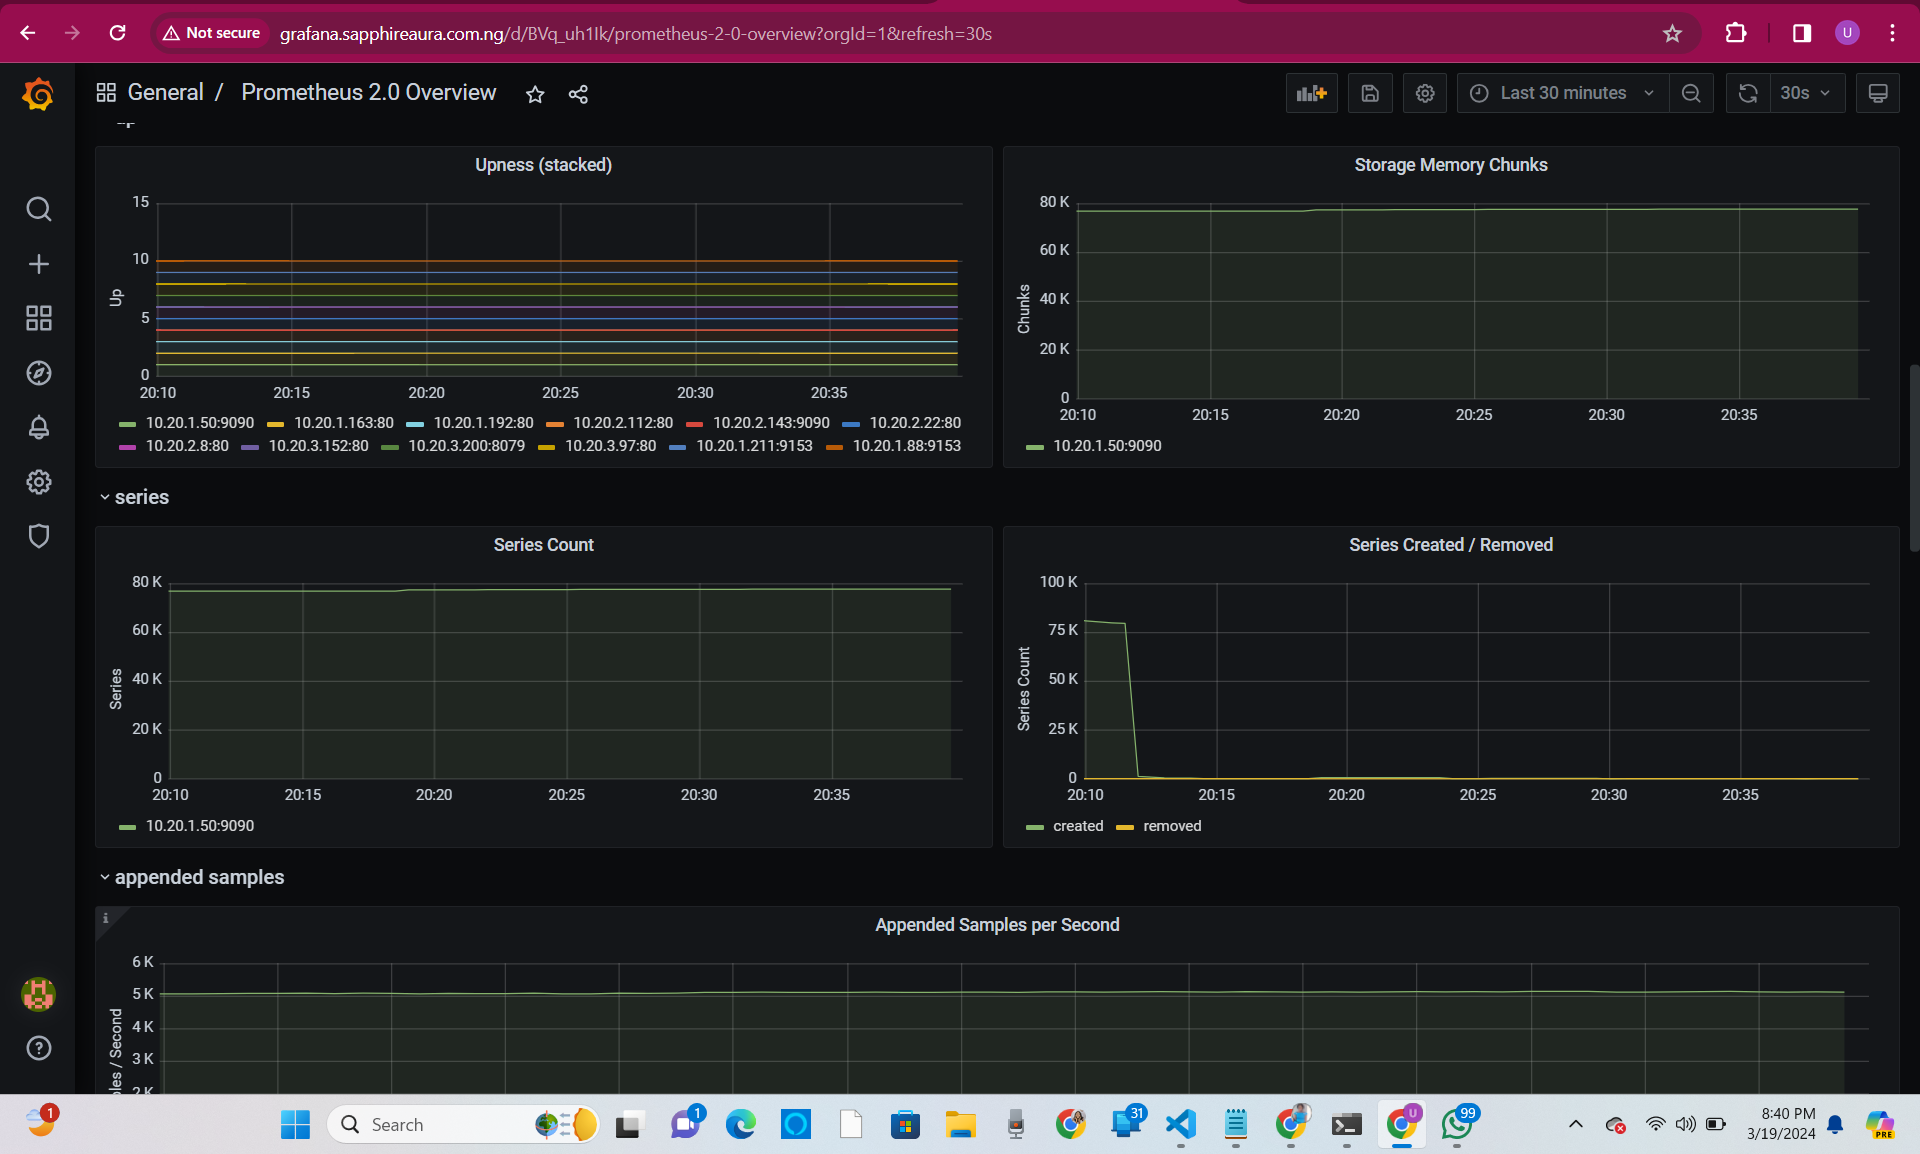 Not secure grafana.sapphireaura.com.ng/d/BVq_uh1Ik/prometheus-2-0-overview?orgId=1&refresh=30s
U
General / Prometheus 2.0 Overview
Last 30 minutes
30s
Upness (stacked)
15
10
5
0
Up
20:10 20:15 20:20 20:25 20:30 20:35
10.20.1.50:9090 10.20.1.163:80 10.20.1.192:80 10.20.2.112:80 10.20.2.143:9090 10.20.2.22:80
10.20.2.8:80 10.20.3.152:80 10.20.3.200:8079 10.20.3.97:80 10.20.1.211:9153 10.20.1.88:9153
Storage Memory Chunks
80 K
60 K
40 K
20 K
0
Chunks
20:10 20:15 20:20 20:25 20:30 20:35
10.20.1.50:9090
series
Series Count
80 K
60 K
40 K
20 K
0
Series
20:10 20:15 20:20 20:25 20:30 20:35
10.20.1.50:9090
Series Created / Removed
100 K
75 K
50 K
25 K
0
Series Count
20:10 20:15 20:20 20:25 20:30 20:35
created removed
appended samples
i
Appended Samples per Second
6 K
5 K
4 K
3 K
2 K
/ Second
1
Search
1
31
U
99
8:40 PM
3/19/2024
PRE